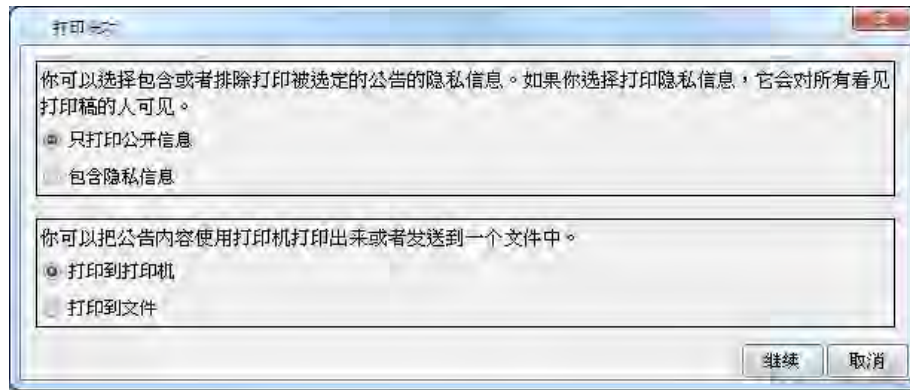 打印
你可以选择包含或者排除打印被选定的公告的隐私信息。如果你选择打印隐私信息，它会对所有看见
打印稿的人可见。
只打印公开信息
包含隐私信息
你可以把公告内容使用打印机打印出来或者发送到一个文件中。
打印到打印机
打印到文件
继续
取消